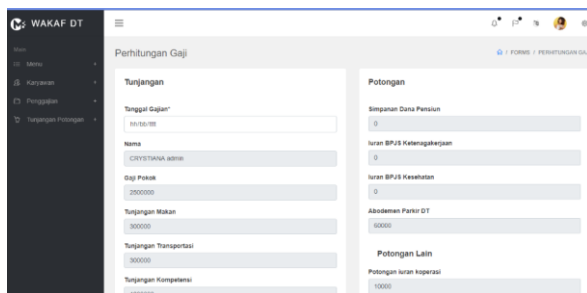 WAKAF DT
Main
Menu
Karyawan
Penggajian
Tunjangan Potongan
Perhitungan Gaji
/ FORMS / PERHITUNGAN GA
Tunjangan
Tanggal Gajian*
hh/bb/tttt
Nama
CRYSTIANA admin
Gaji Pokok
2500000
Tunjangan Makan
300000
Tunjangan Transportasi
300000
Tunjangan Kompetensi
Potongan
Simpanan Dana Pensiun
0
Iuran BPJS Ketenagakerjaan
0
Iuran BPJS Kesehatan
0
Abodemen Parkir DT
60000
Potongan Lain
Potongan iuran koperasi
10000